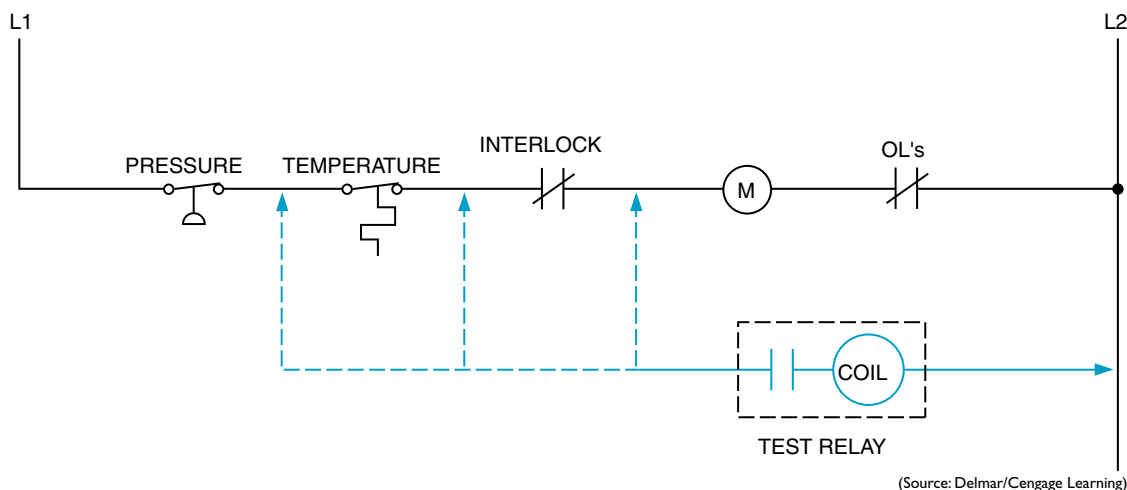 L1
L2
PRESSURE
TEMPERATURE
INTERLOCK
OL's
M
COIL
TEST RELAY
(Source: Delmar/Cengage Learning)